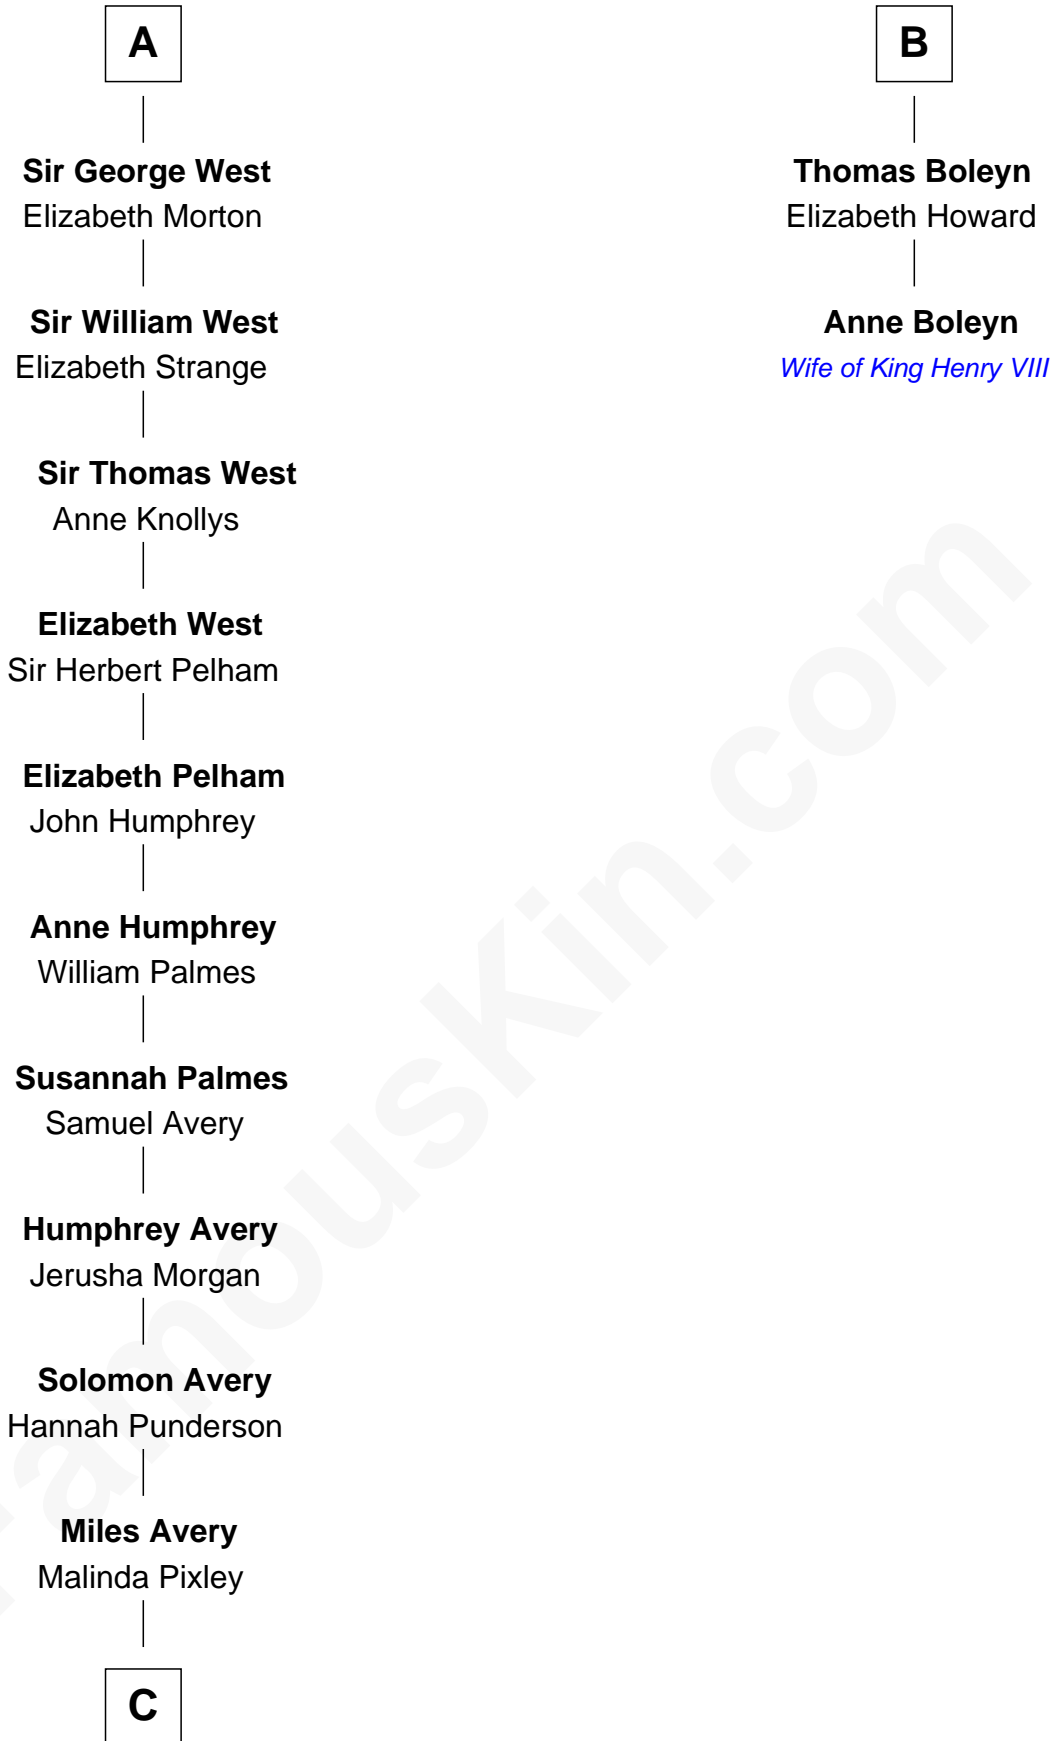 A
Sir George West
Elizabeth Morton
Sir William West
Elizabeth Strange
Sir Thomas West
Anne Knollys
Elizabeth West
Sir Herbert Pelham
Elizabeth Pelham
John Humphrey
Anne Humphrey
William Palmes
Susannah Palmes
Samuel Avery
Humphrey Avery
Jerusha Morgan
Solomon Avery
Hannah Punderson
Miles Avery
Malinda Pixley
C
B
Thomas Boleyn
Elizabeth Howard
Anne Boleyn
Wife of King Henry VIII
FamousKin.com